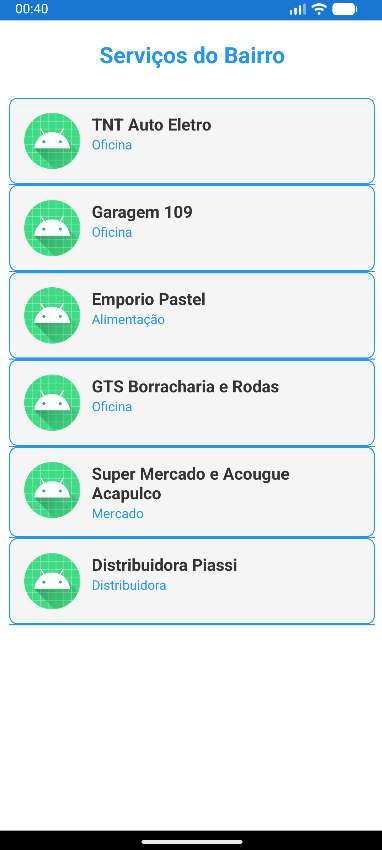 00:40
Serviços do Bairro
TNT Auto Eletro
Oficina
Garagem 109
Oficina
Emporio Pastel
Alimentação
GTS Borracharia e Rodas
Oficina
Super Mercado e Acougue
Acapulco
Mercado
Distribuidora Piassi
Distribuidora